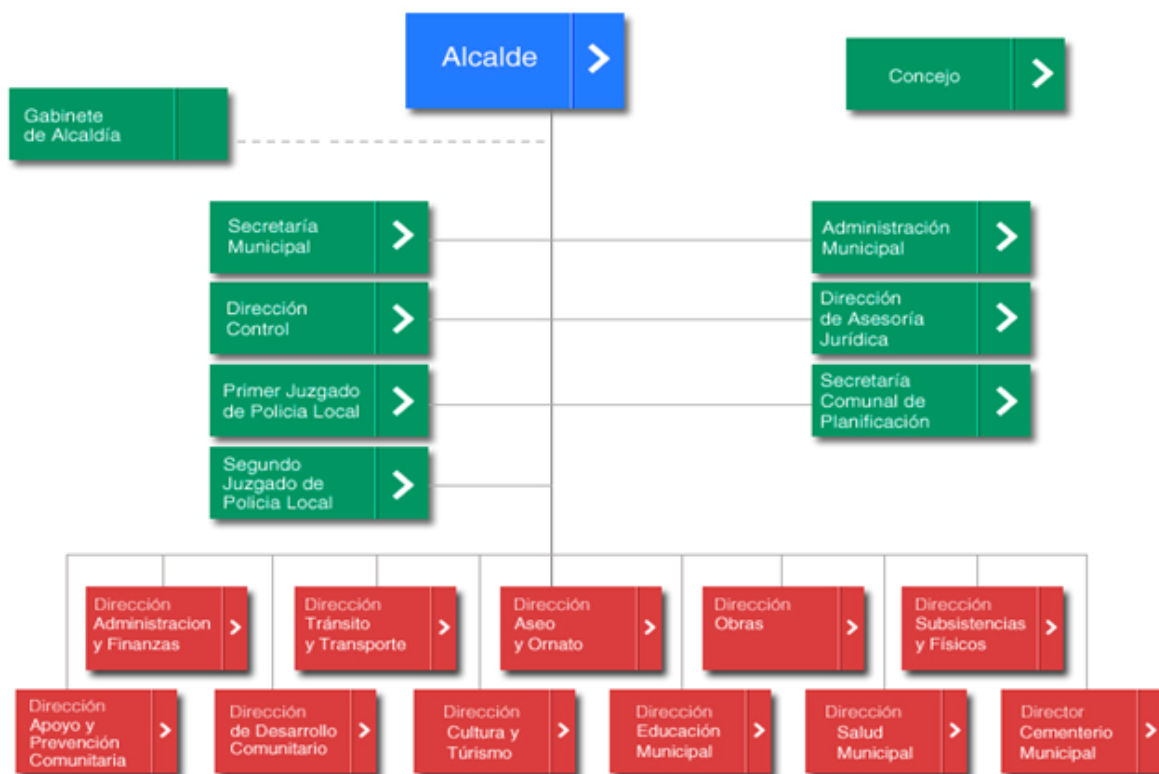 Alcalde
Concejo
Gabinete
de Alcaldía
Secretaría
Municipal
Administración
Municipal
Dirección
Control
Dirección
de Asesoría
Jurídica
Primer Juzgado
de Policia Local
Secretaría
Comunal de
Planificación
Segundo
Juzgado de
Policia Local
Dirección
Administracion
y Finanzas
Dirección
Tránsito
y Transporte
Dirección
Aseo
y Ornato
Dirección
Obras
Dirección
Subsistencias
y Físicos
Dirección
Apoyo y
Prevención
Comunitaria
Dirección
de Desarrollo
Comunitario
Dirección
Cultura y
Túrismo
Dirección
Educación
Municipal
Dirección
Salud
Municipal
Director
Cementerio
Municipal